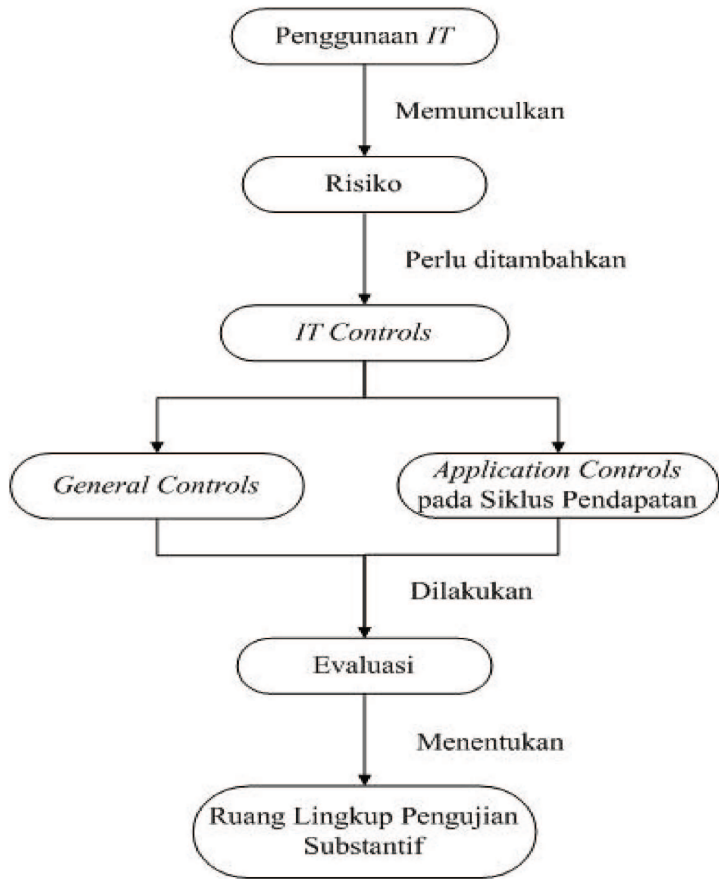 Penggunaan IT
Memunculkan
Risiko
Perlu ditambahkan
IT Controls
General Controls
Application Controls
pada Siklus Pendapatan
Dilakukan
Evaluasi
Menentukan
Ruang Lingkup Pengujian
Substantif